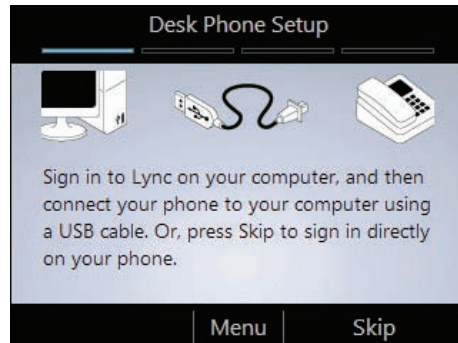 Desk Phone Setup
Sign in to Lync on your computer, and then
connect your phone to your computer using
a USB cable. Or, press Skip to sign in directly
on your phone.
Menu
Skip